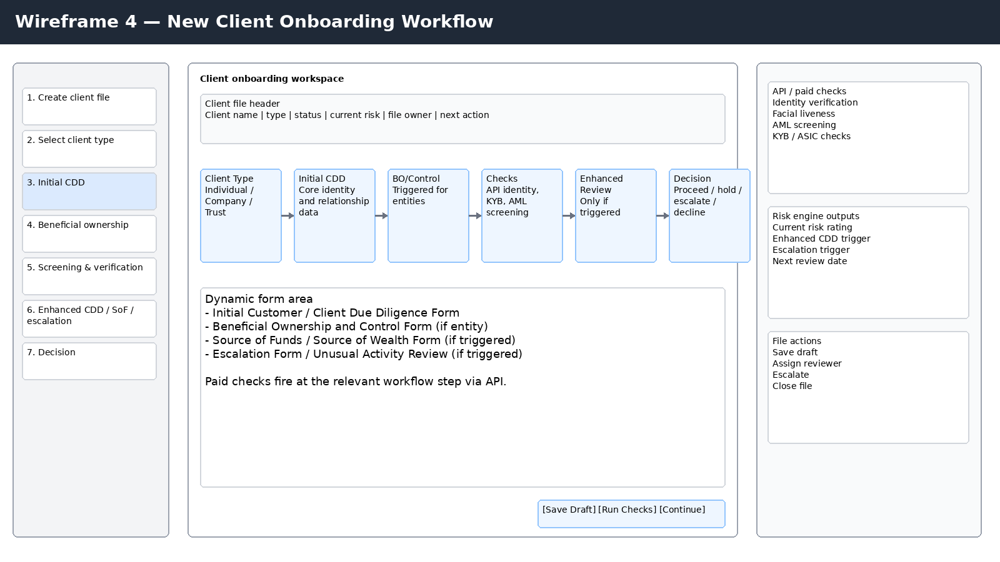 Wireframe 4 — New Client Onboarding Workflow
1. Create client file
2. Select client type
3. Initial CDD
4. Beneficial ownership
5. Screening & verification
6. Enhanced CDD / SoF /
escalation
7. Decision
Client onboarding workspace
Client file header
Client name | type | status | current risk | file owner | next action
Client Type
Individual /
Company /
Trust
Initial CDD
Core identity
and relationship
data
BO/Control
Triggered for
entities
Checks
API identity,
KYB, AML
screening
Enhanced
Review
Only if
triggered
Decision
Proceed / hold /
escalate /
decline
Dynamic form area
- Initial Customer / Client Due Diligence Form
- Beneficial Ownership and Control Form (if entity)
- Source of Funds / Source of Wealth Form (if triggered)
- Escalation Form / Unusual Activity Review (if triggered)
Paid checks fire at the relevant workflow step via API.
[Save Draft] [Run Checks] [Continue]
API / paid checks
Identity verification
Facial liveness
AML screening
KYB / ASIC checks
Risk engine outputs
Current risk rating
Enhanced CDD trigger
Escalation trigger
Next review date
File actions
Save draft
Assign reviewer
Escalate
Close file